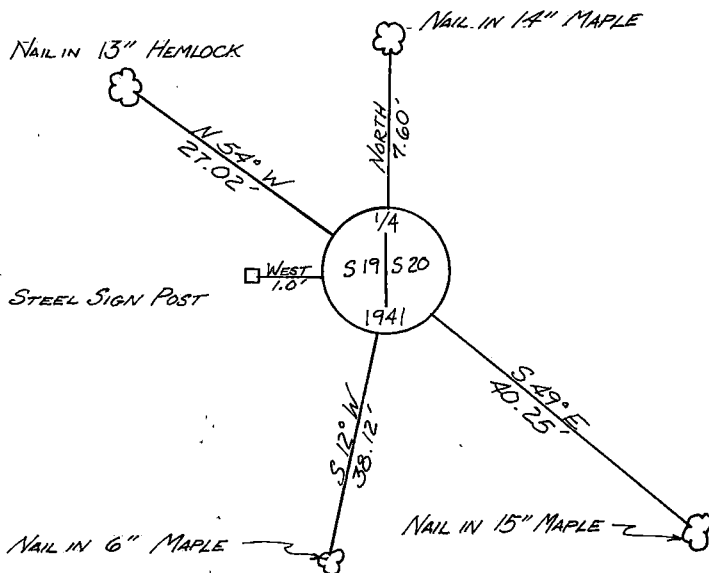 NAIL IN 14" MAPLE
NAIL IN 13" HEMLOCK
NORTH
7.60'
N 54° W
27.02'
1/4
S 19 S 20
1941
WEST
1.0'
STEEL SIGN POST
S 49° E
40.25'
S 12° W
38.12'
NAIL IN 15" MAPLE
NAIL IN 6" MAPLE